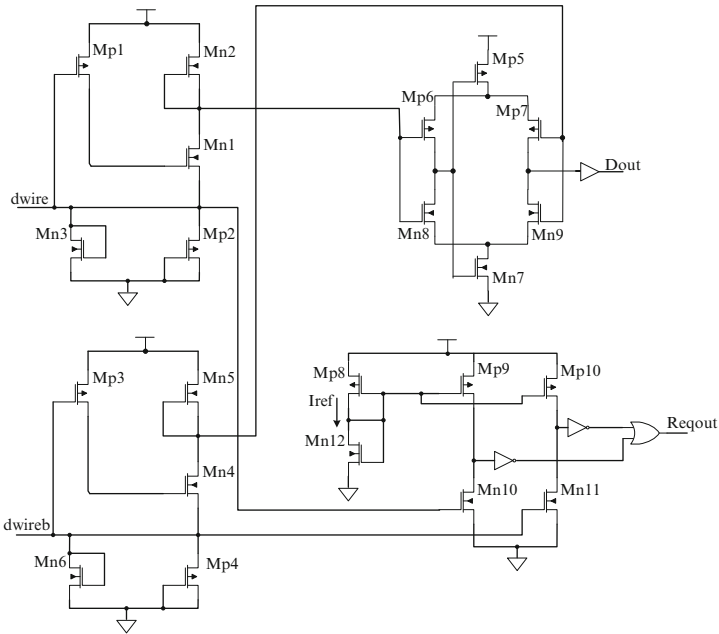 Mp1
Mn2
Mp5
Mp6
Mp7
Mn1
Dout
dwire
Mn3
Mp2
Mn8
Mn9
Mn7
Mp3
Mn5
Mp8
Mp9
Mp10
Iref
Reqout
Mn12
Mn4
Mn10
Mn11
dwireb
Mn6
Mp4